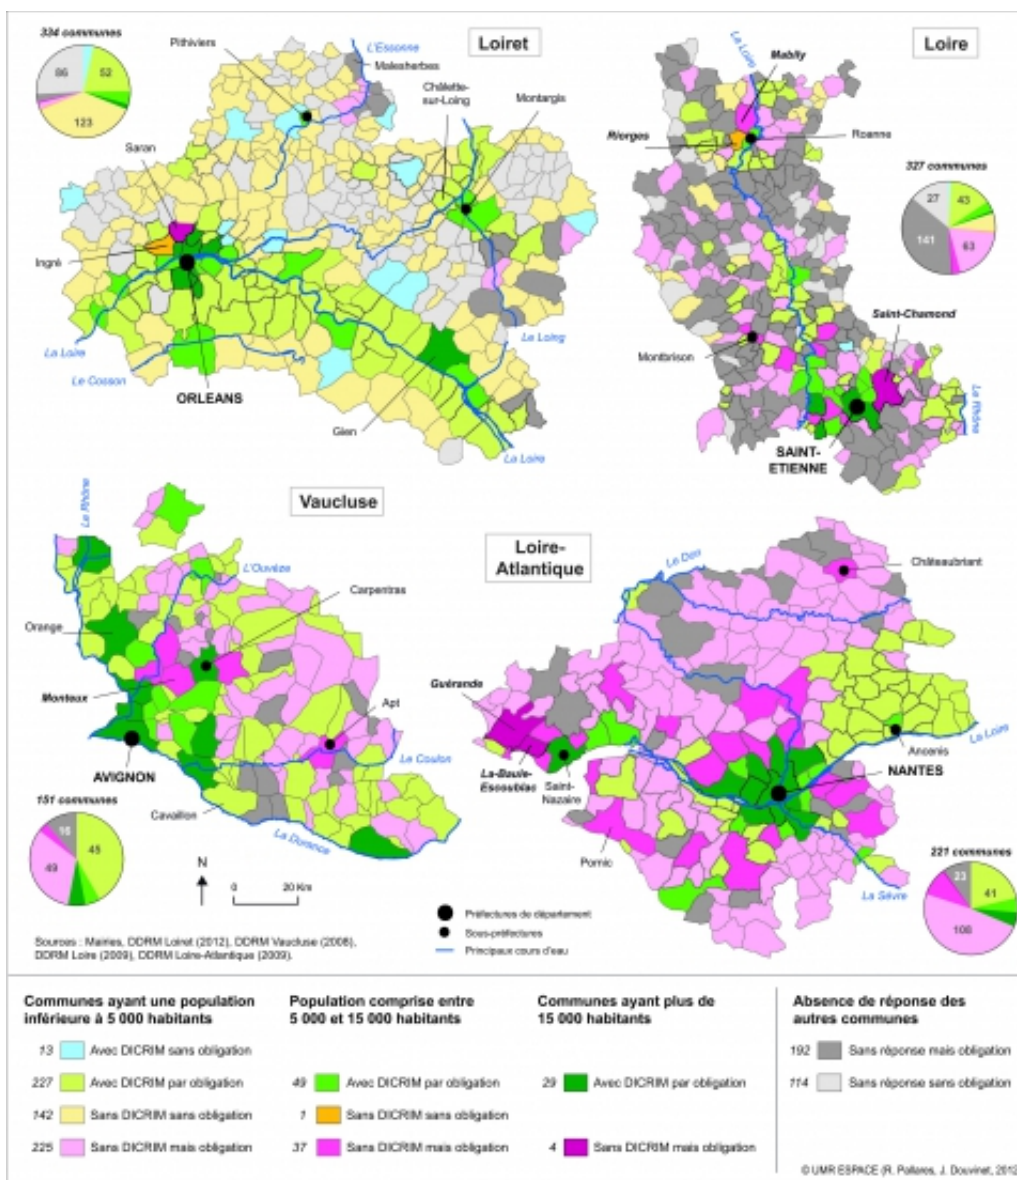 334 communes
86
52
123
Pithiviers
L'Essonne
Malesherbes
Loiret
Châlette-
sur-Loing
Montargis
Saran
Ingré
La Loire
Le Cosson
ORLEANS
Gien
Le Loing
La Loire
Loire
La Loire
Mably
Riorges
Roanne
327 communes
27
43
141
63
Saint-Chamond
Montbrison
Le Rhône
SAINT-
ETIENNE
Vaucluse
Le Rhône
L'Ouvèze
Carpentras
Orange
Monteux
Apt
AVIGNON
Le Coulon
151 communes
16
45
49
Cavaillon
La Durance
N
0 20 Km
Loire-
Atlantique
Le Don
Châteaubriant
Guérande
La-Baule-
Escoublac
Saint-
Nazaire
Ancenis
La Loire
NANTES
Pornic
La Sèvre
221 communes
23
41
108
Préfectures de département
Sous-préfectures
Principaux cours d'eau
Sources : Mairies, DDRM Loiret (2012), DDRM Vaucluse (2008),
DDRM Loire (2009), DDRM Loire-Atlantique (2009).
Communes ayant une population
inférieure à 5 000 habitants
13 Avec DICRIM sans obligation
227 Avec DICRIM par obligation
142 Sans DICRIM sans obligation
225 Sans DICRIM mais obligation
Population comprise entre
5 000 et 15 000 habitants
49 Avec DICRIM par obligation
1 Sans DICRIM sans obligation
37 Sans DICRIM mais obligation
Communes ayant plus de
15 000 habitants
29 Avec DICRIM par obligation
4 Sans DICRIM mais obligation
Absence de réponse des
autres communes
192 Sans réponse mais obligation
114 Sans réponse sans obligation
© UMR ESPACE (R. Pallares, J. Douvinet, 2012